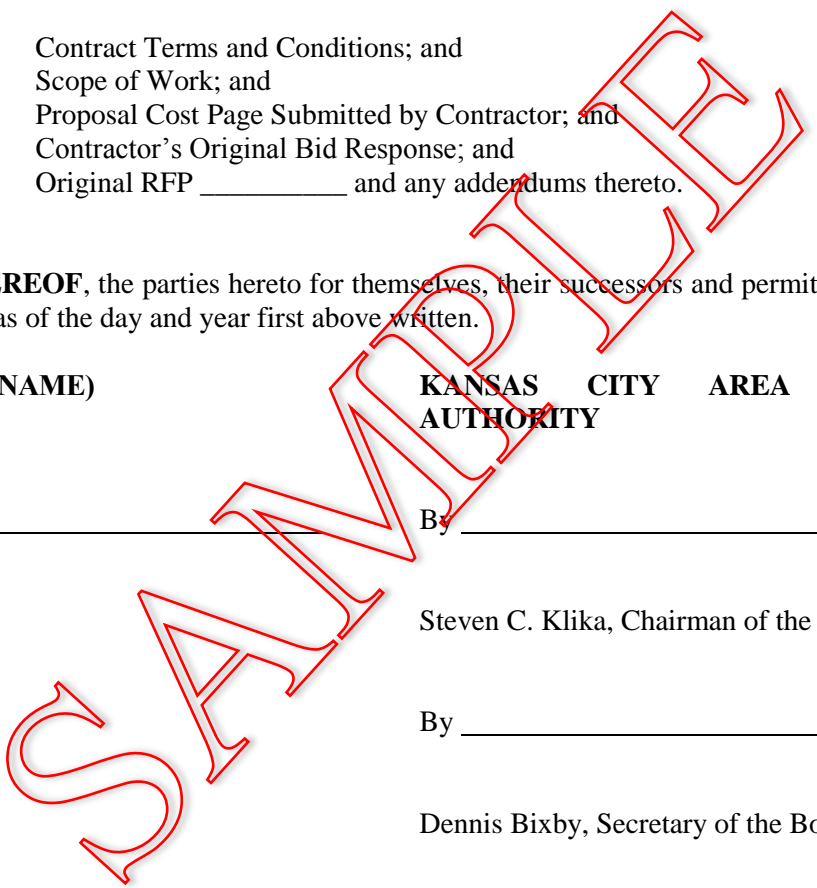 Contract Terms and Conditions; and
Scope of Work; and
Proposal Cost Page Submitted by Contractor; and
Contractor’s Original Bid Response; and
Original RFP __________ and any addendums thereto.
EREOF, the parties hereto for themselves, their successors and permit
as of the day and year first above written.
NAME)
KANSAS CITY AREA
AUTHORITY
By
Steven C. Klika, Chairman of the
By
Dennis Bixby, Secretary of the Bo
SAMPLE